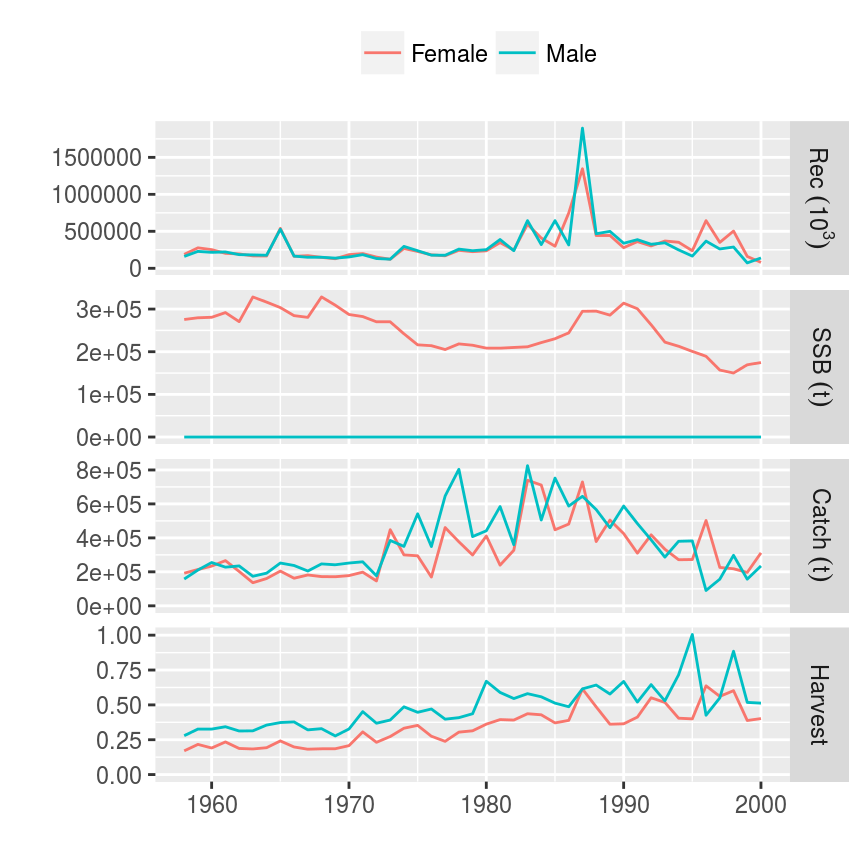 Female Male
1500000
1000000
500000
0
Rec (10³)
3e+05
2e+05
1e+05
0e+00
SSB (t)
8e+05
6e+05
4e+05
2e+05
0e+00
Catch (t)
1.00
0.75
0.50
0.25
0.00
Harvest
1960 1970 1980 1990 2000